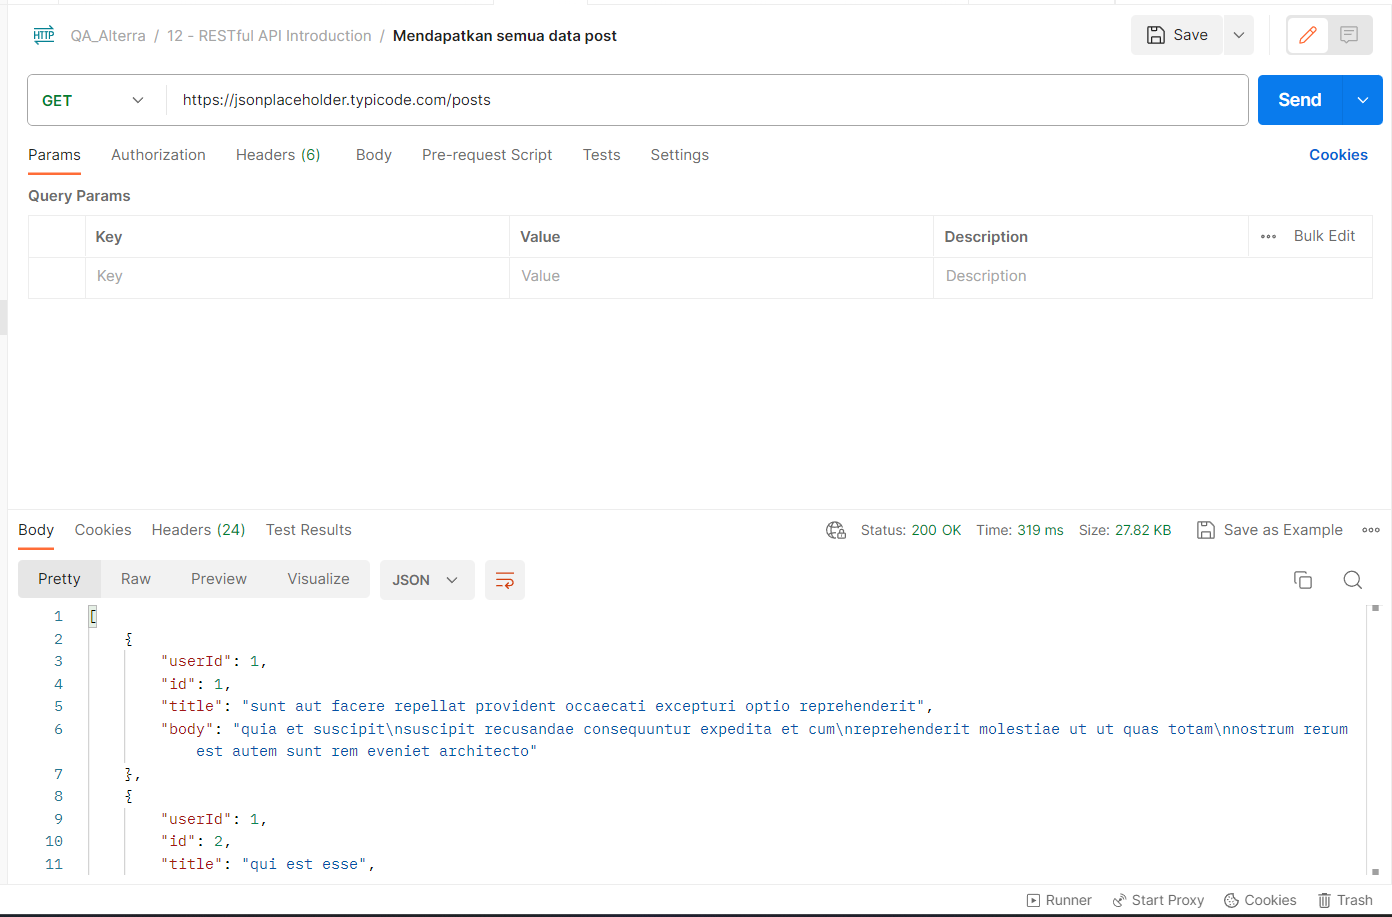 HTTP QA_Alterra / 12 - RESTful API Introduction / Mendapatkan semua data post Save
GET https://jsonplaceholder.typicode.com/posts Send
Params Authorization Headers (6) Body Pre-request Script Tests Settings Cookies
Query Params
Key Value Description Bulk Edit
Key Value Description
Body Cookies Headers (24) Test Results Status: 200 OK Time: 319 ms Size: 27.82 KB Save as Example
Pretty Raw Preview Visualize JSON
1 [
2 {
3 "userId": 1,
4 "id": 1,
5 "title": "sunt aut facere repellat provident occaecati excepturi optio reprehenderit",
6 "body": "quia et suscipit\nsuscipit recusandae consequuntur expedita et cum\nreprehenderit molestiae ut ut quas totam\nnostrum rerum
est autem sunt rem eveniet architecto"
7 },
8 {
9 "userId": 1,
10 "id": 2,
11 "title": "qui est esse",
Runner Start Proxy Cookies Trash